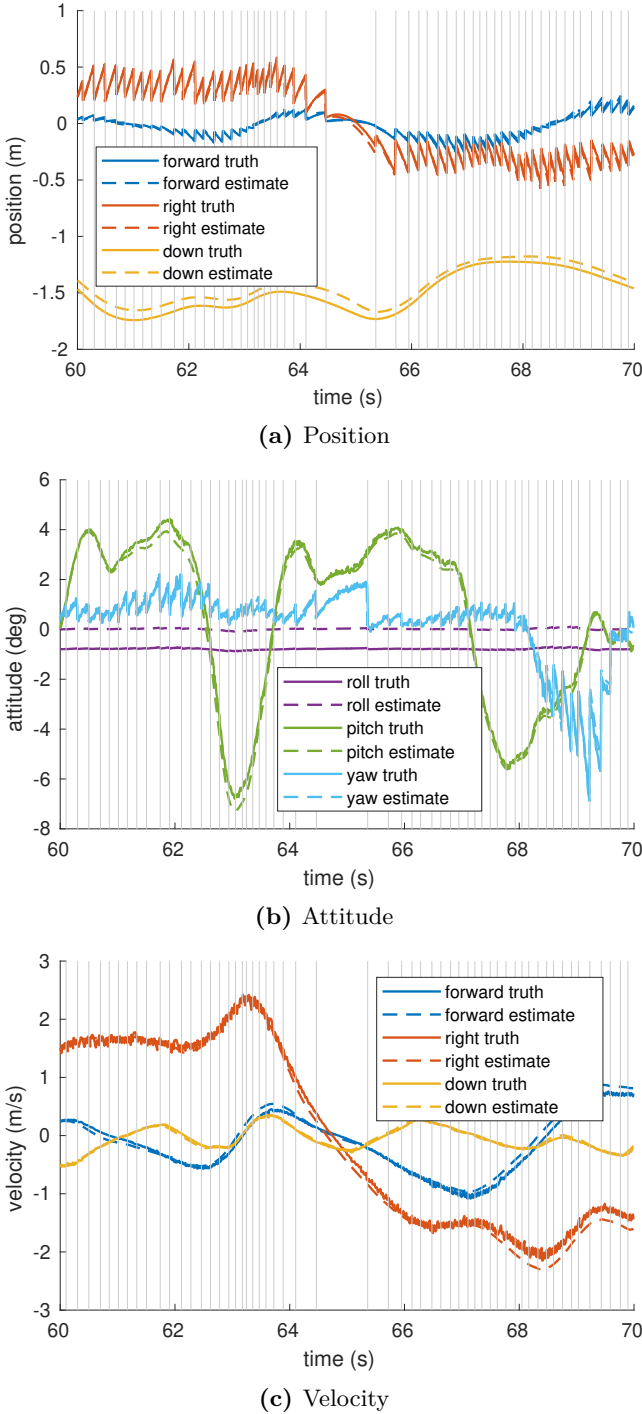 1
0.5
0
-0.5
-1
-1.5
-2
position (m)
forward truth
forward estimate
right truth
right estimate
down truth
down estimate
60 62 64 66 68 70
time (s)
(a) Position
6
4
2
0
-2
-4
-6
-8
attitude (deg)
roll truth
roll estimate
pitch truth
pitch estimate
yaw truth
yaw estimate
60 62 64 66 68 70
time (s)
(b) Attitude
3
2
1
0
-1
-2
-3
velocity (m/s)
forward truth
forward estimate
right truth
right estimate
down truth
down estimate
60 62 64 66 68 70
time (s)
(c) Velocity